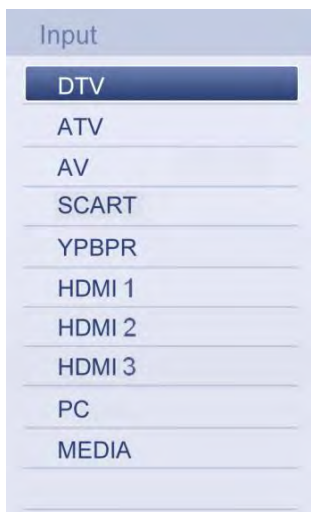 Input
DTV
ATV
AV
SCART
YPBPR
HDMI 1
HDMI 2
HDMI 3
PC
MEDIA